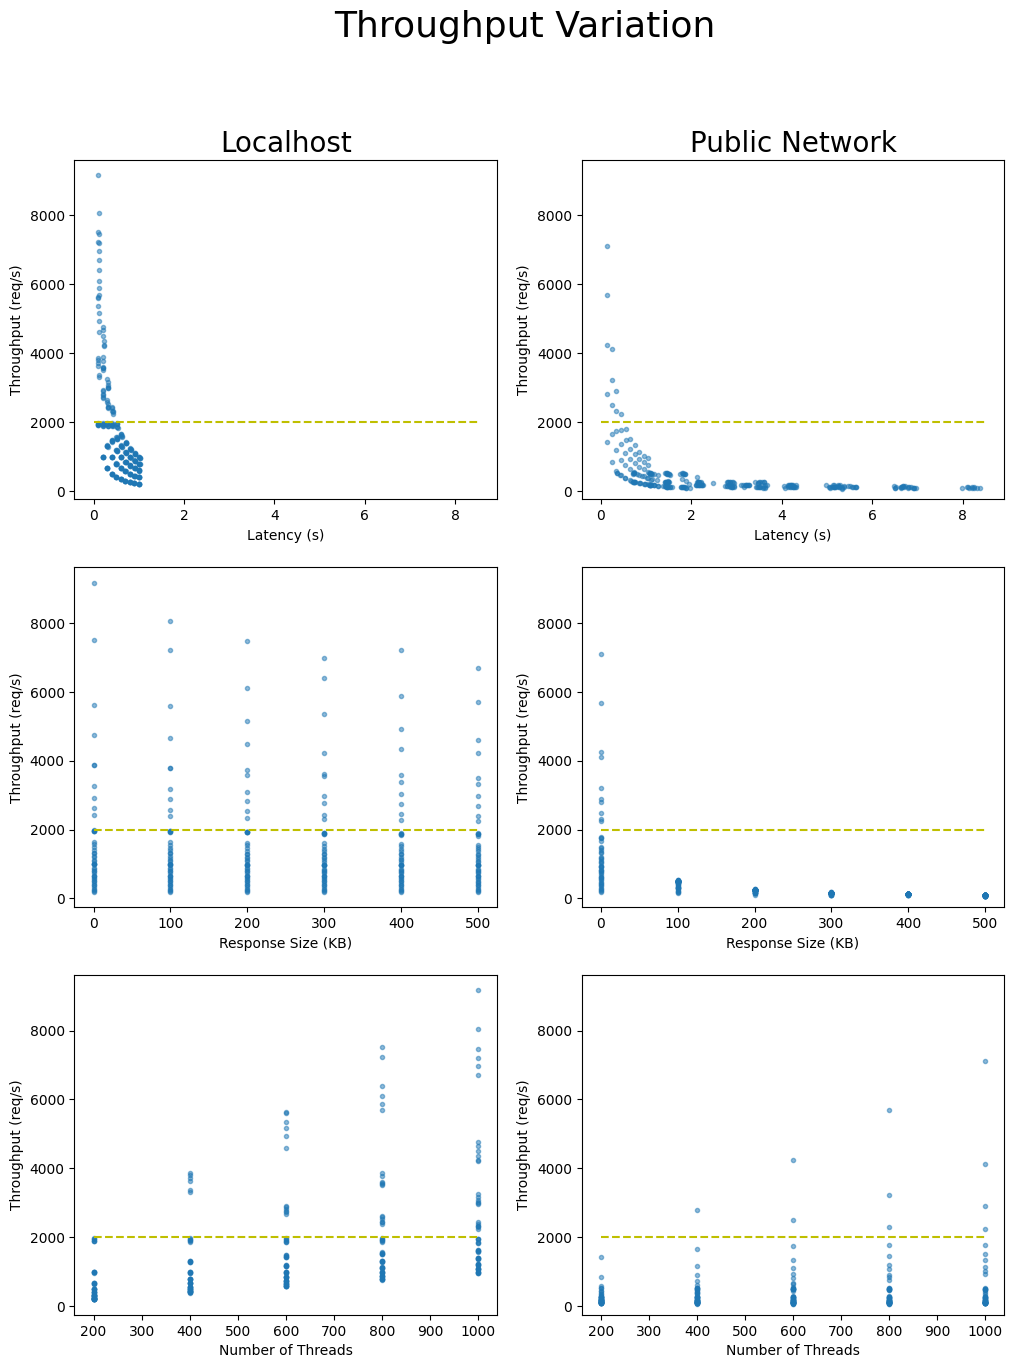 Throughput Variation
Localhost
Public Network
Throughput (req/s)
8000
6000
4000
2000
0
0 2 4 6 8
Latency (s)
Throughput (req/s)
8000
6000
4000
2000
0
0 2 4 6 8
Latency (s)
Throughput (req/s)
8000
6000
4000
2000
0
0 100 200 300 400 500
Response Size (KB)
Throughput (req/s)
8000
6000
4000
2000
0
0 100 200 300 400 500
Response Size (KB)
Throughput (req/s)
8000
6000
4000
2000
0
200 300 400 500 600 700 800 900 1000
Number of Threads
Throughput (req/s)
8000
6000
4000
2000
0
200 300 400 500 600 700 800 900 1000
Number of Threads